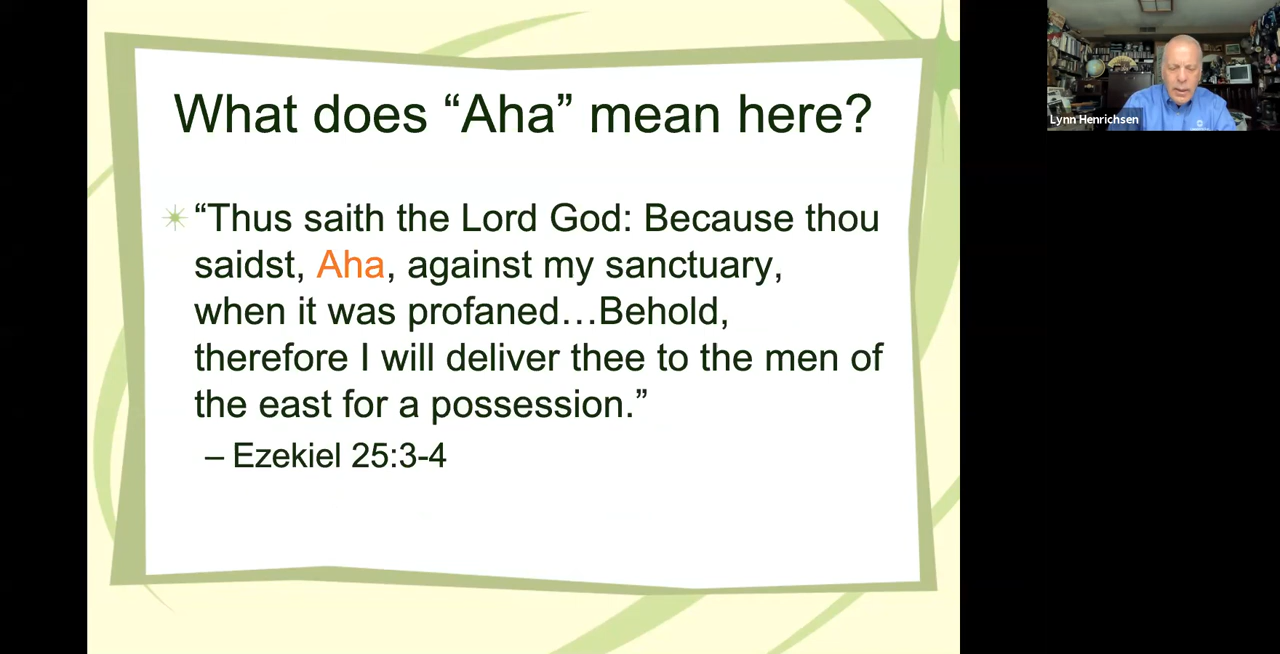 What does “Aha” mean here?
“Thus saith the Lord God: Because thou
saidst, Aha, against my sanctuary,
when it was profaned…Behold,
therefore I will deliver thee to the men of
the east for a possession.”
– Ezekiel 25:3-4
Lynn Henrichsen